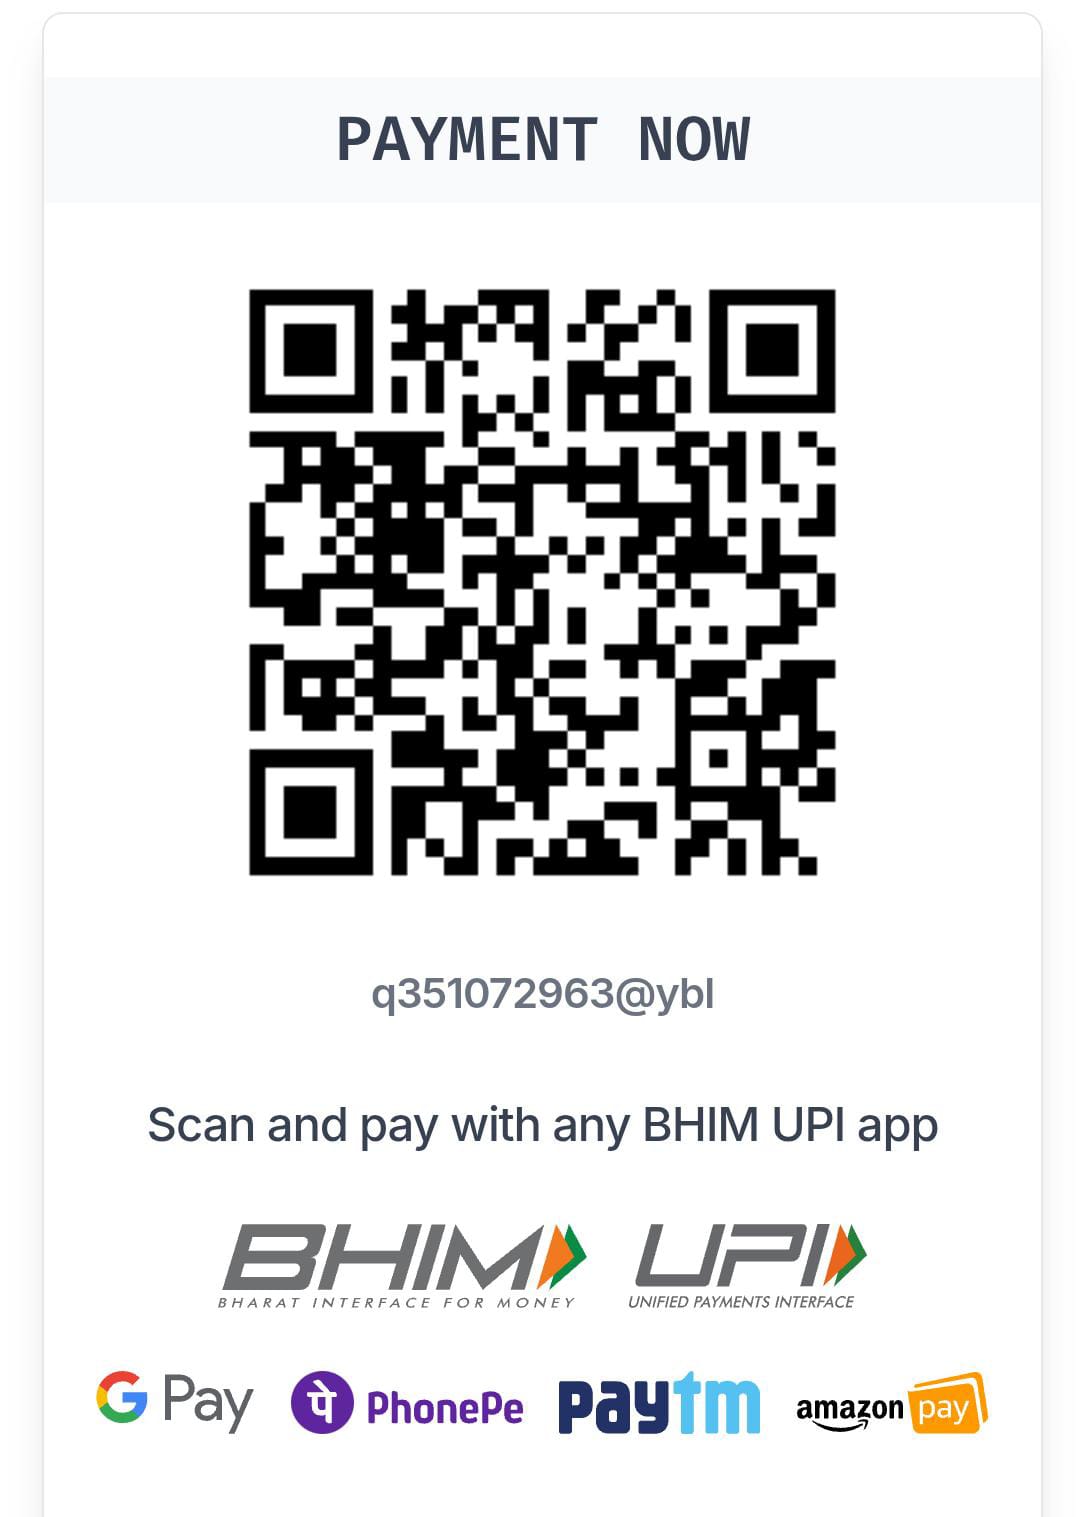 PAYMENT NOW
q351072963@ybl
Scan and pay with any BHIM UPI app
BHIM UPI
BHARAT INTERFACE FOR MONEY UNIFIED PAYMENTS INTERFACE
G Pay पे PhonePe paytm amazon pay